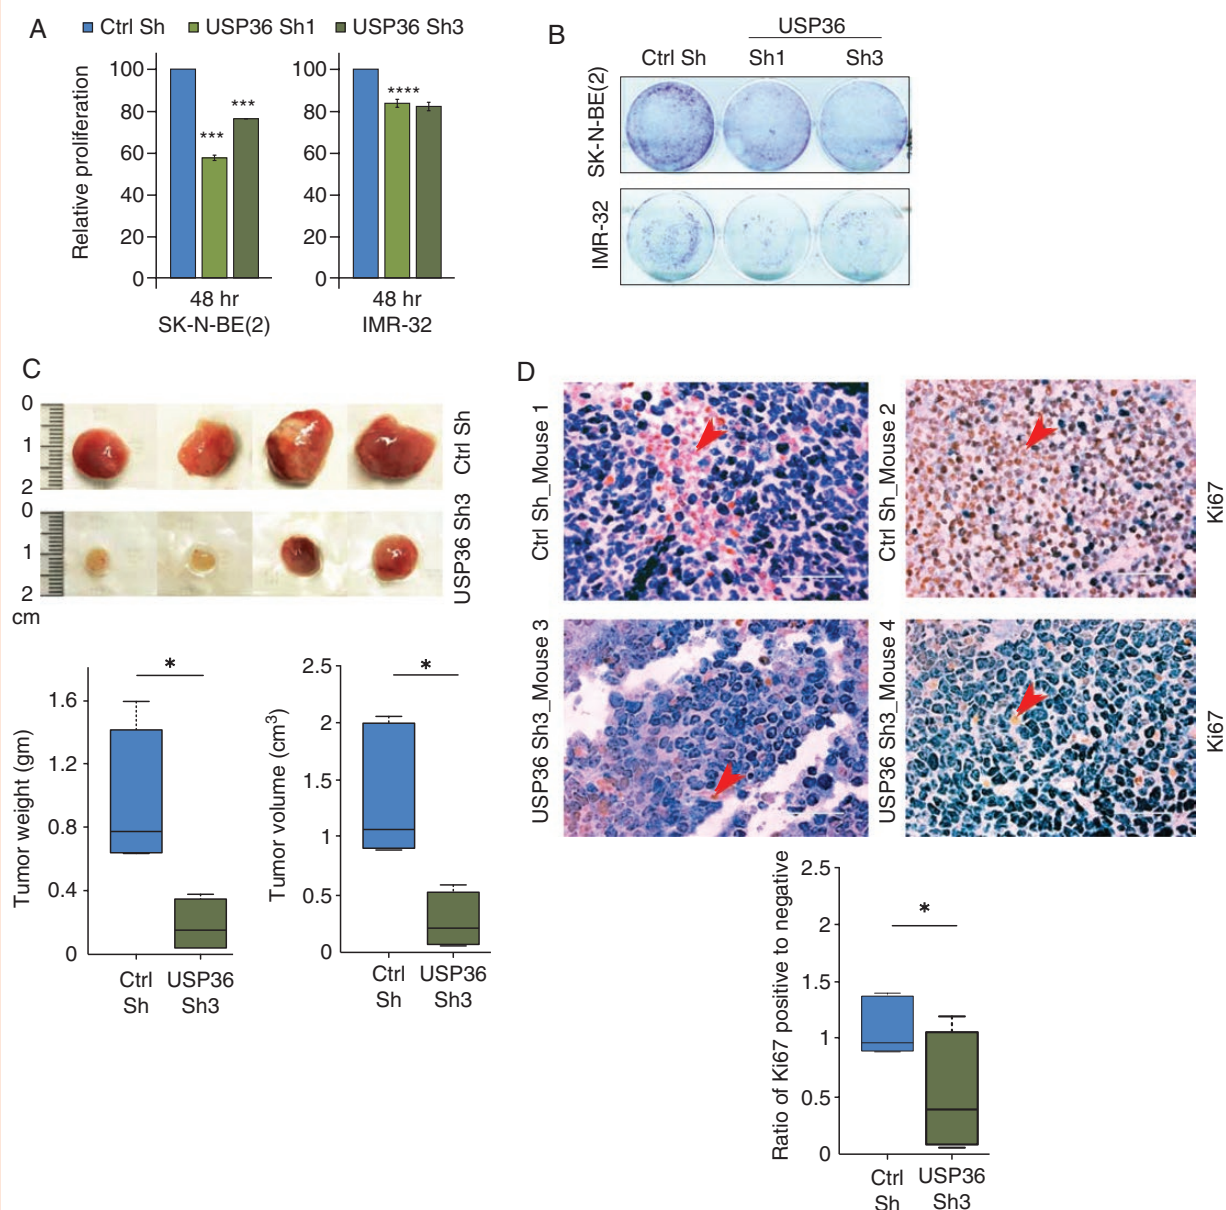 A
Ctrl Sh USP36 Sh1 USP36 Sh3
Relative proliferation
100
80
60
40
20
0
***
***
48 hr
SK-N-BE(2)
100
80
60
40
20
0
****
48 hr
IMR-32
B
USP36
Ctrl Sh Sh1 Sh3
SK-N-BE(2)
IMR-32
C
0
1
2
Ctrl Sh
0
1
2
cm
USP36 Sh3
Tumor weight (gm)
1.6
1.2
0.8
0.4
0
*
Ctrl
Sh
USP36
Sh3
Tumor volume (cm3)
2.5
2
1.5
1
0.5
0
*
Ctrl
Sh
USP36
Sh3
D
Ctrl Sh_Mouse 1
Ctrl Sh_Mouse 2
Ki67
USP36 Sh3_Mouse 3
USP36 Sh3_Mouse 4
Ki67
Ratio of Ki67 positive to negative
2.5
2
1.5
1
0.5
0
*
Ctrl
Sh
USP36
Sh3